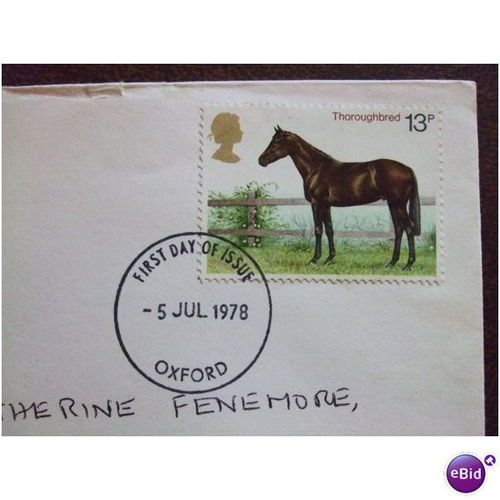 Thoroughbred 13P
FIRST DAY OF ISSUE
- 5 JUL 1978
OXFORD
THERINE FENEMORE,
eBid